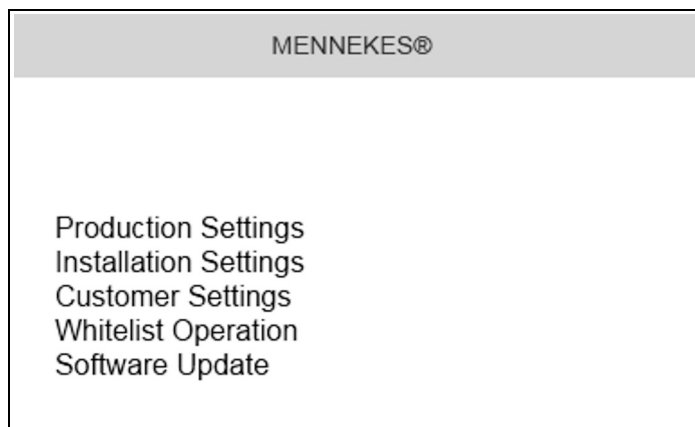 MENNEKES®
Production Settings
Installation Settings
Customer Settings
Whitelist Operation
Software Update